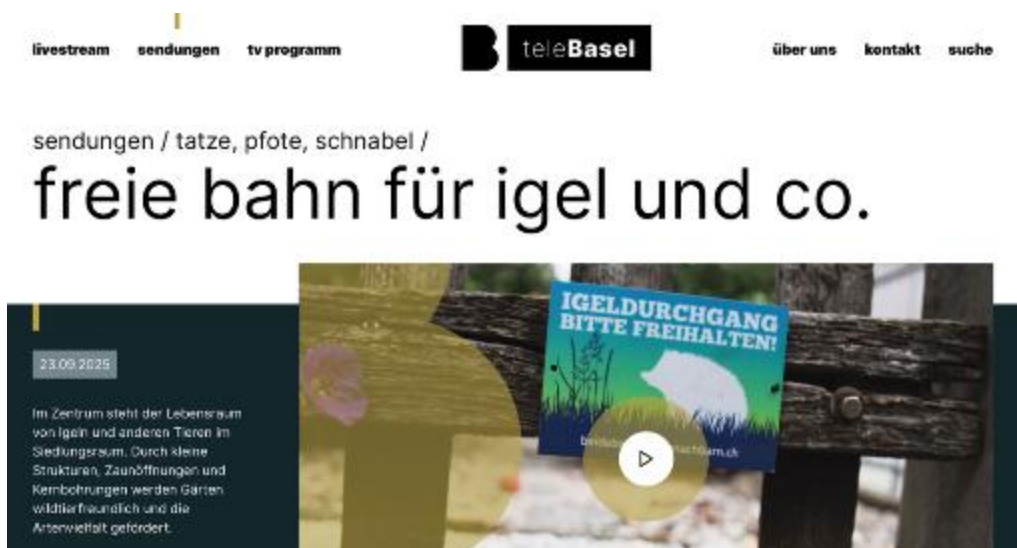 livestream sendungen tv programm teleBasel über uns kontakt suche
sendungen / tatze, pfote, schnabel /
freie bahn für igel und co.
IGELDURCHGANG
BITTE FREIHALTEN!
23.09.2025
Im Zentrum steht der Lebensraum
von Igeln und anderen Tieren im
Siedlungsraum. Durch kleine
Strukturen, Zaunöffnungen und
Kernbohrungen werden Gärten
wildtierfreundlich und die
Artenvielfalt gefördert.